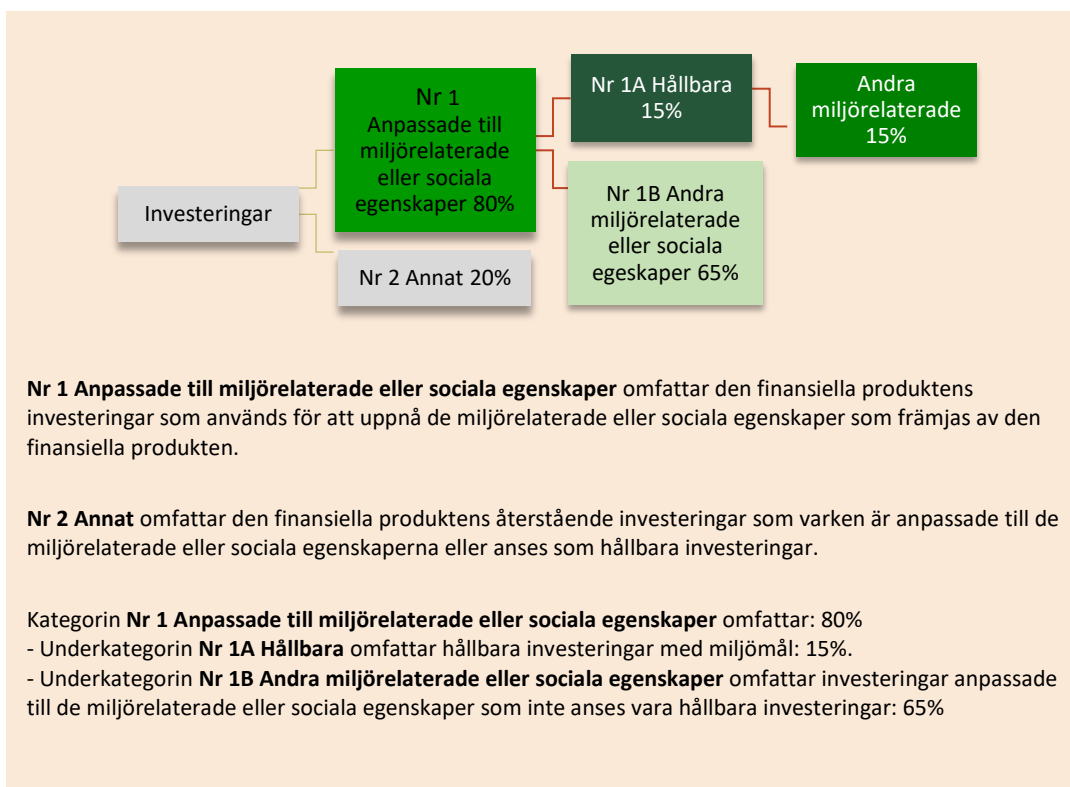 Investeringar
Nr 1
Anpassade till
miljörelaterade
eller sociala
egenskaper 80%
Nr 2 Annat 20%
Nr 1A Hållbara
15%
Nr 1B Andra
miljörelaterade
eller sociala
egeskaper 65%
Andra
miljörelaterade
15%
Nr 1 Anpassade till miljörelaterade eller sociala egenskaper omfattar den finansiella produktens
investeringar som används för att uppnå de miljörelaterade eller sociala egenskaper som främjas av den
finansiella produkten.
Nr 2 Annat omfattar den finansiella produktens återstående investeringar som varken är anpassade till de
miljörelaterade eller sociala egenskaperna eller anses som hållbara investeringar.
Kategorin Nr 1 Anpassade till miljörelaterade eller sociala egenskaper omfattar: 80%
- Underkategorin Nr 1A Hållbara omfattar hållbara investeringar med miljömål: 15%.
- Underkategorin Nr 1B Andra miljörelaterade eller sociala egenskaper omfattar investeringar anpassade
till de miljörelaterade eller sociala egenskaper som inte anses vara hållbara investeringar: 65%